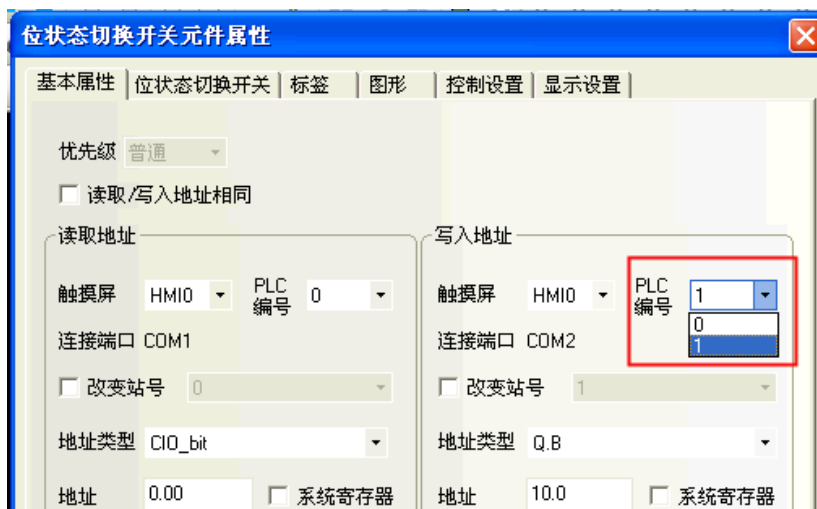 位状态切换开关元件属性
基本属性 位状态切换开关 标签 图形 控制设置 显示设置
优先级 普通
读取/写入地址相同
读取地址
触摸屏 HMI0 PLC编号 0
连接端口 COM1
改变站号 0
地址类型 CIO_bit
地址 0.00 系统寄存器
写入地址
触摸屏 HMI0 PLC编号 1
0
1
连接端口 COM2
改变站号 1
地址类型 Q.B
地址 10.0 系统寄存器